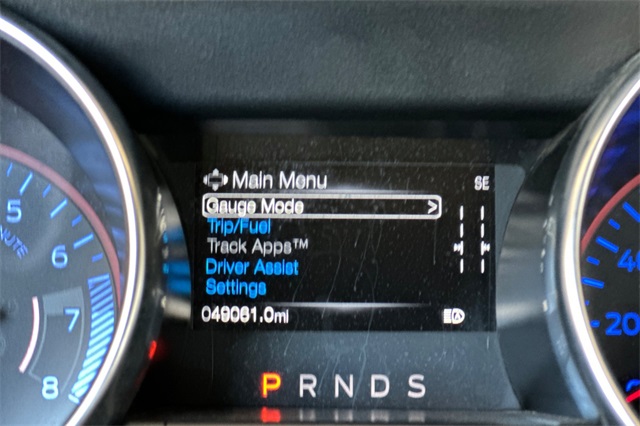 Main Menu
SE
Gauge Mode >
Trip/Fuel
Track Apps™
Driver Assist
Settings
049061.0mi
P R N D S
5
6
7
8
40
20